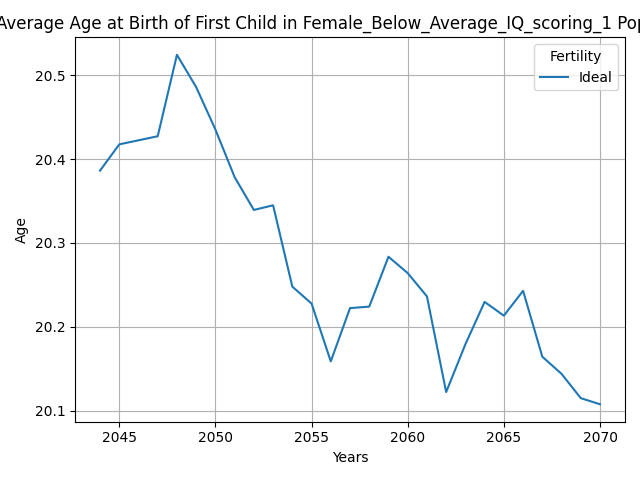 Average Age at Birth of First Child in Female_Below_Average_IQ_scoring_1 Pop
Fertility
Ideal
20.5
20.4
20.3
20.2
20.1
Age
2045 2050 2055 2060 2065 2070
Years